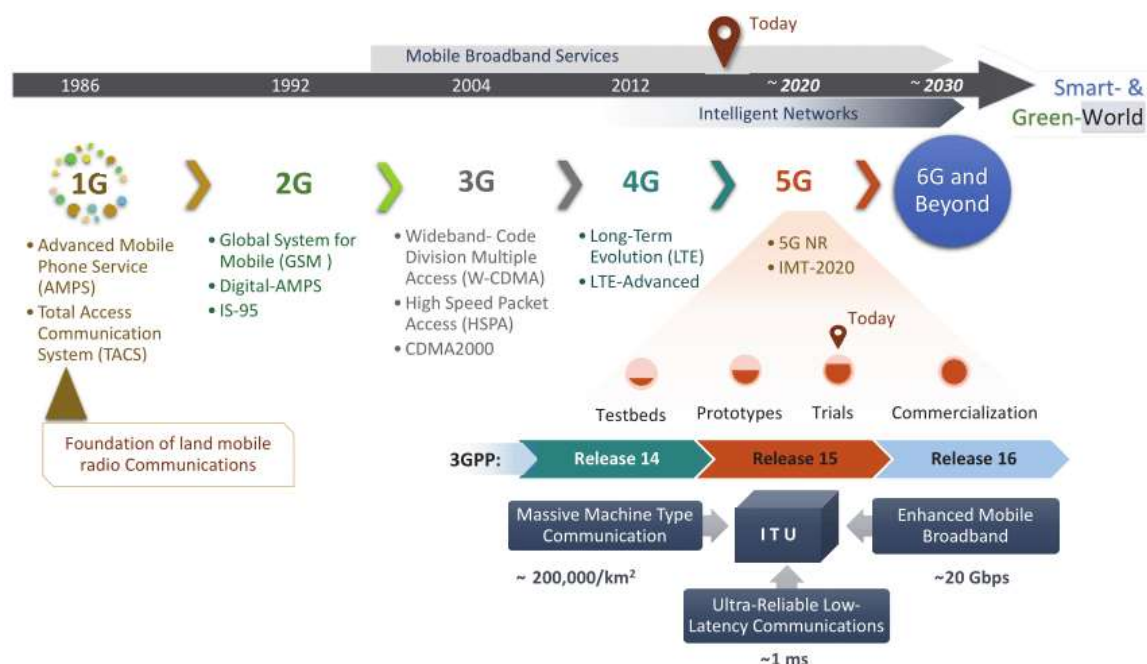 Today
Mobile Broadband Services
1986 1992 2004 2012 ~ 2020 ~ 2030
Smart- &
Green-World
Intelligent Networks
1G 2G 3G 4G 5G
6G and
Beyond
• Advanced Mobile
Phone Service
(AMPS)
• Total Access
Communication
System (TACS)
• Global System for
Mobile (GSM )
• Digital-AMPS
• IS-95
• Wideband- Code
Division Multiple
Access (W-CDMA)
• High Speed Packet
Access (HSPA)
• CDMA2000
• Long-Term
Evolution (LTE)
• LTE-Advanced
• 5G NR
• IMT-2020
Today
Testbeds Prototypes Trials Commercialization
Foundation of land mobile
radio Communications
3GPP: Release 14 Release 15 Release 16
Massive Machine Type
Communication
~ 200,000/km²
ITU
Enhanced Mobile
Broadband
~20 Gbps
Ultra-Reliable Low-
Latency Communications
~1 ms